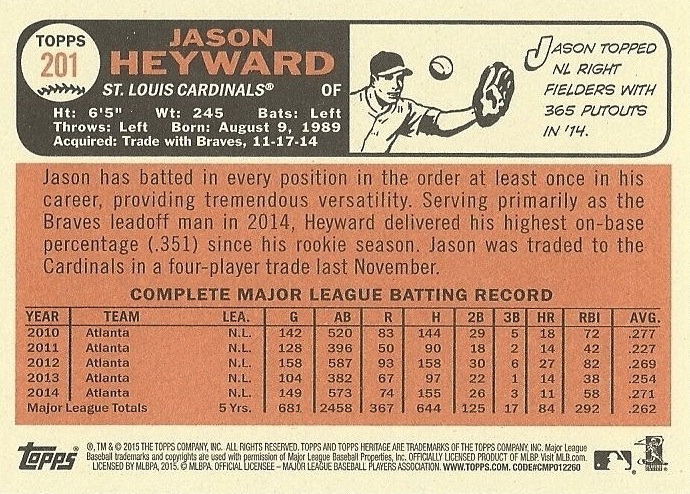 TOPPS
201
JASON
HEYWARD
ST. LOUIS CARDINALS® OF
Ht: 6'5" Wt: 245 Bats: Left
Throws: Left Born: August 9, 1989
Acquired: Trade with Braves, 11-17-14
JASON TOPPED
NL RIGHT
FIELDERS WITH
365 PUTOUTS
IN '14.
Jason has batted in every position in the order at least once in his
career, providing tremendous versatility. Serving primarily as the
Braves leadoff man in 2014, Heyward delivered his highest on-base
percentage (.351) since his rookie season. Jason was traded to the
Cardinals in a four-player trade last November.
COMPLETE MAJOR LEAGUE BATTING RECORD
YEAR TEAM LEA. G AB R H 2B 3B HR RBI AVG.
2010 Atlanta N.L. 142 520 83 144 29 5 18 72 .277
2011 Atlanta N.L. 128 396 50 90 18 2 14 42 .227
2012 Atlanta N.L. 158 587 93 158 30 6 27 82 .269
2013 Atlanta N.L. 104 382 67 97 22 1 14 38 .254
2014 Atlanta N.L. 149 573 74 155 26 3 11 58 .271
Major League Totals 5 Yrs. 681 2458 367 644 125 17 84 292 .262
Topps
®, TM & © 2015 THE TOPPS COMPANY, INC. ALL RIGHTS RESERVED. TOPPS AND TOPPS HERITAGE ARE TRADEMARKS OF THE TOPPS COMPANY, INC. Major League
Baseball trademarks and copyrights are used with permission of Major League Baseball Properties, Inc. OFFICIALLY LICENSED PRODUCT OF MLBP. Visit MLB.com.
LICENSED BY MLBPA, 2015. © MLBPA. OFFICIAL LICENSEE – MAJOR LEAGUE BASEBALL PLAYERS ASSOCIATION. WWW.TOPPS.COM. CODE#CMP012260